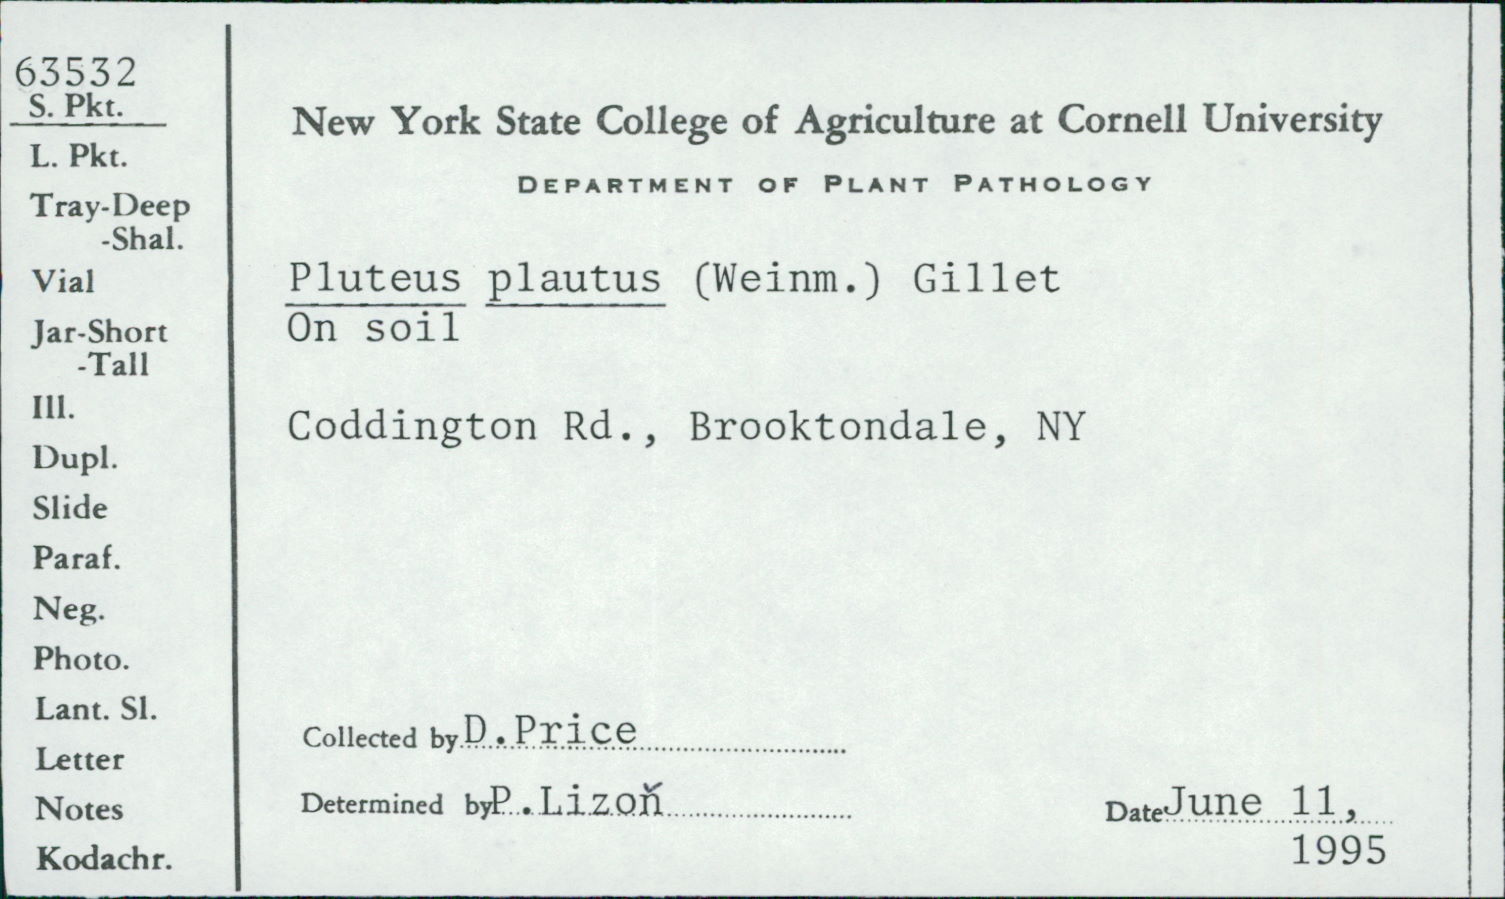 63532
S. Pkt.
L. Pkt.
Tray-Deep
-Shal.
Vial
Jar-Short
-Tall
Ill.
Dupl.
Slide
Paraf.
Neg.
Photo.
Lant. Sl.
Letter
Notes
Kodachr.
New York State College of Agriculture at Cornell University
DEPARTMENT OF PLANT PATHOLOGY
Pluteus plautus (Weinm.) Gillet
On soil
Coddington Rd., Brooktondale, NY
Collected by D.Price
Determined by P.Lizoň
Date June 11,
1995